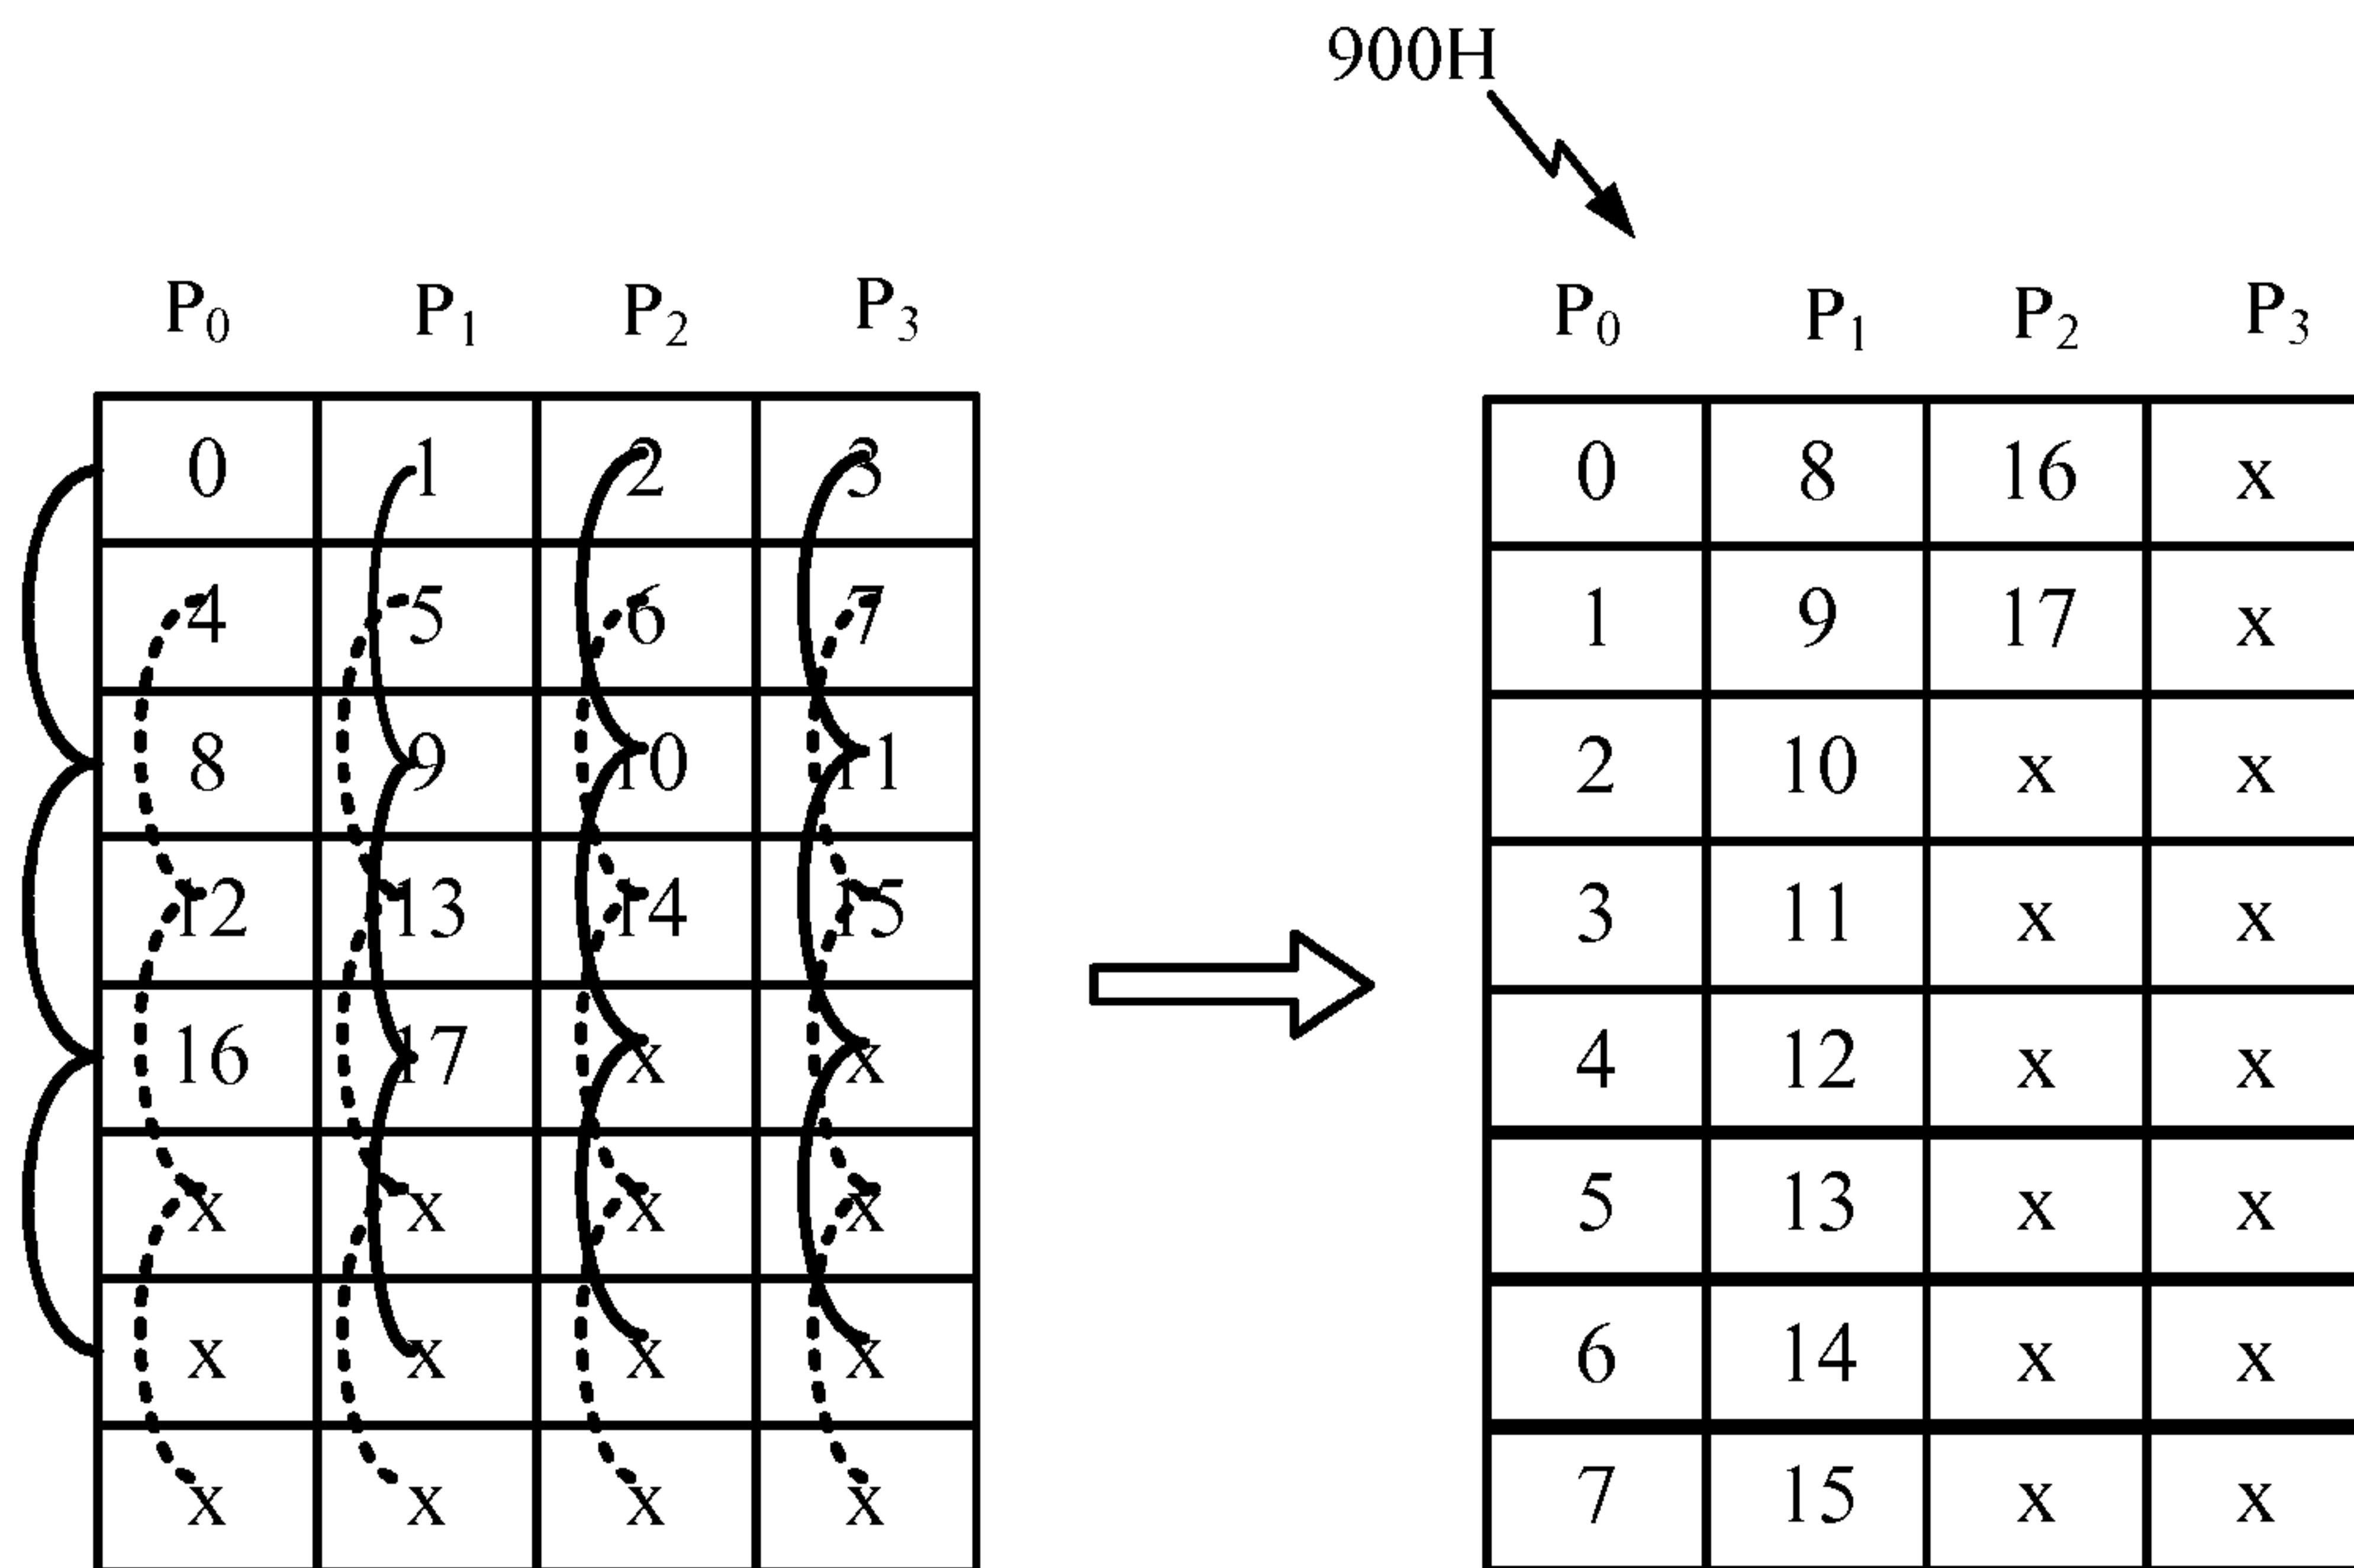 900H
P0 P1 P2 P3
0 1 2 3
4 5 6 7
8 9 10 11
12 13 14 15
16 17 x x
x x x x
x x x x
x x x x
P0 P1 P2 P3
0 8 16 x
1 9 17 x
2 10 x x
3 11 x x
4 12 x x
5 13 x x
6 14 x x
7 15 x x